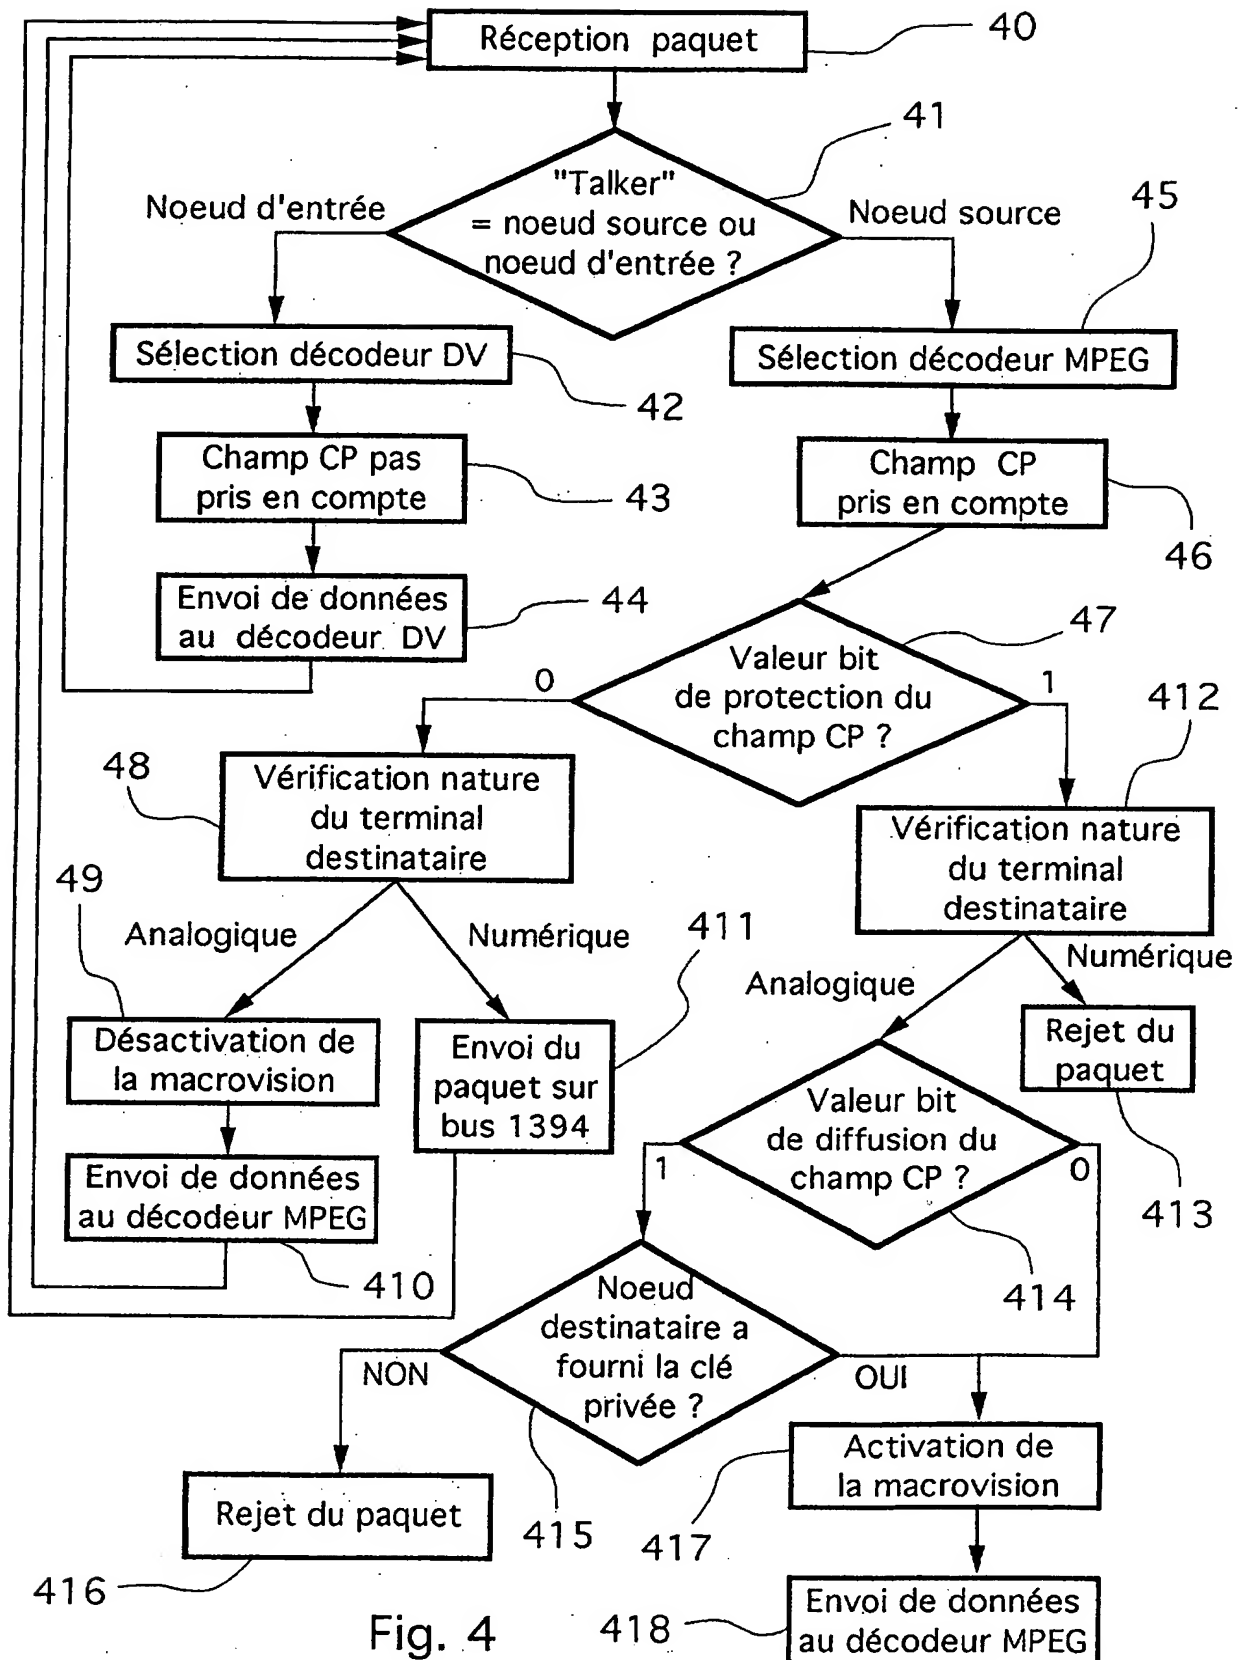 Réception paquet
40
41
"Talker"
= noeud source ou
noeud d'entrée ?
Noeud d'entrée
Noeud source
45
Sélection décodeur DV
42
Sélection décodeur MPEG
Champ CP pas
pris en compte
43
Champ CP
pris en compte
46
Envoi de données
au décodeur DV
44
47
Valeur bit
de protection du
champ CP ?
0
1
412
48
Vérification nature
du terminal
destinataire
Vérification nature
du terminal
destinataire
49
Analogique
Numérique
411
Analogique
Numérique
Désactivation de
la macrovision
Envoi du
paquet sur
bus 1394
Rejet du
paquet
413
Valeur bit
de diffusion du
champ CP ?
1
0
414
Envoi de données
au décodeur MPEG
410
Noeud
destinataire a
fourni la clé
privée ?
NON
OUI
415
Rejet du paquet
416
Activation de
la macrovision
417
Envoi de données
au décodeur MPEG
418
Fig. 4